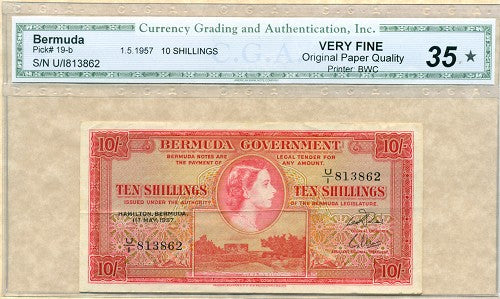 Currency Grading and Authentication, Inc.
Bermuda
Pick# 19-b 1.5.1957 10 SHILLINGS
S/N U/I813862
VERY FINE
Original Paper Quality
Printer: BWC
35 ★
C.G.A.
10/- BERMUDA GOVERNMENT 10/-
BERMUDA NOTES ARE LEGAL TENDER FOR
THE PAYMENT OF ANY AMOUNT.
U/1 813862
TEN SHILLINGS TEN SHILLINGS
ISSUED UNDER THE AUTHORITY OF THE BERMUDA LEGISLATURE.
HAMILTON, BERMUDA.
1ST MAY 1957.
U/1 813862
10/- 10/-